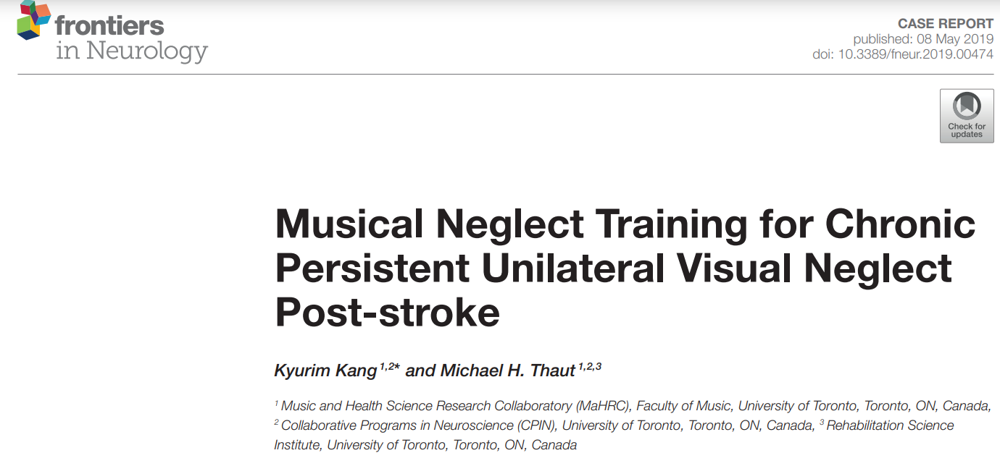 frontiers
in Neurology
CASE REPORT
published: 08 May 2019
doi: 10.3389/fneur.2019.00474
Check for
updates
Musical Neglect Training for Chronic
Persistent Unilateral Visual Neglect
Post-stroke
Kyurim Kang 1,2* and Michael H. Thaut 1,2,3
1 Music and Health Science Research Collaboratory (MaHRC), Faculty of Music, University of Toronto, Toronto, ON, Canada,
2 Collaborative Programs in Neuroscience (CPIN), University of Toronto, Toronto, ON, Canada, 3 Rehabilitation Science
Institute, University of Toronto, Toronto, ON, Canada